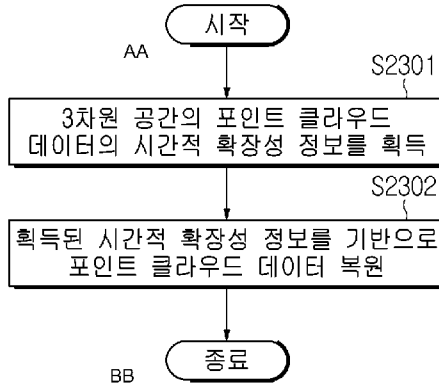 시작
AA
S2301
3차원 공간의 포인트 클라우드
데이터의 시간적 확장성 정보를 획득
S2302
획득된 시간적 확장성 정보를 기반으로
포인트 클라우드 데이터 복원
종료
BB